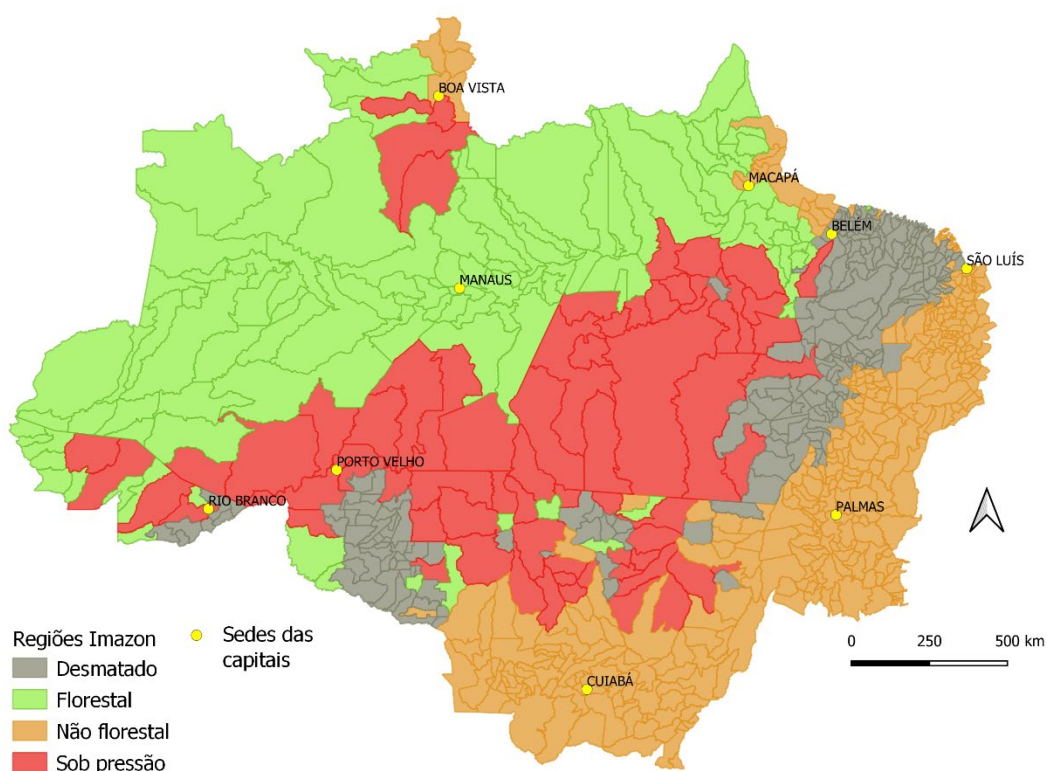 BOA VISTA
MACAPÁ
BELÉM
SÃO LUÍS
MANAUS
PORTO VELHO
RIO BRANCO
PALMAS
CUIABÁ
Regiões Imazon
Desmatado
Florestal
Não florestal
Sob pressão
Sedes das
capitais
0 250 500 km